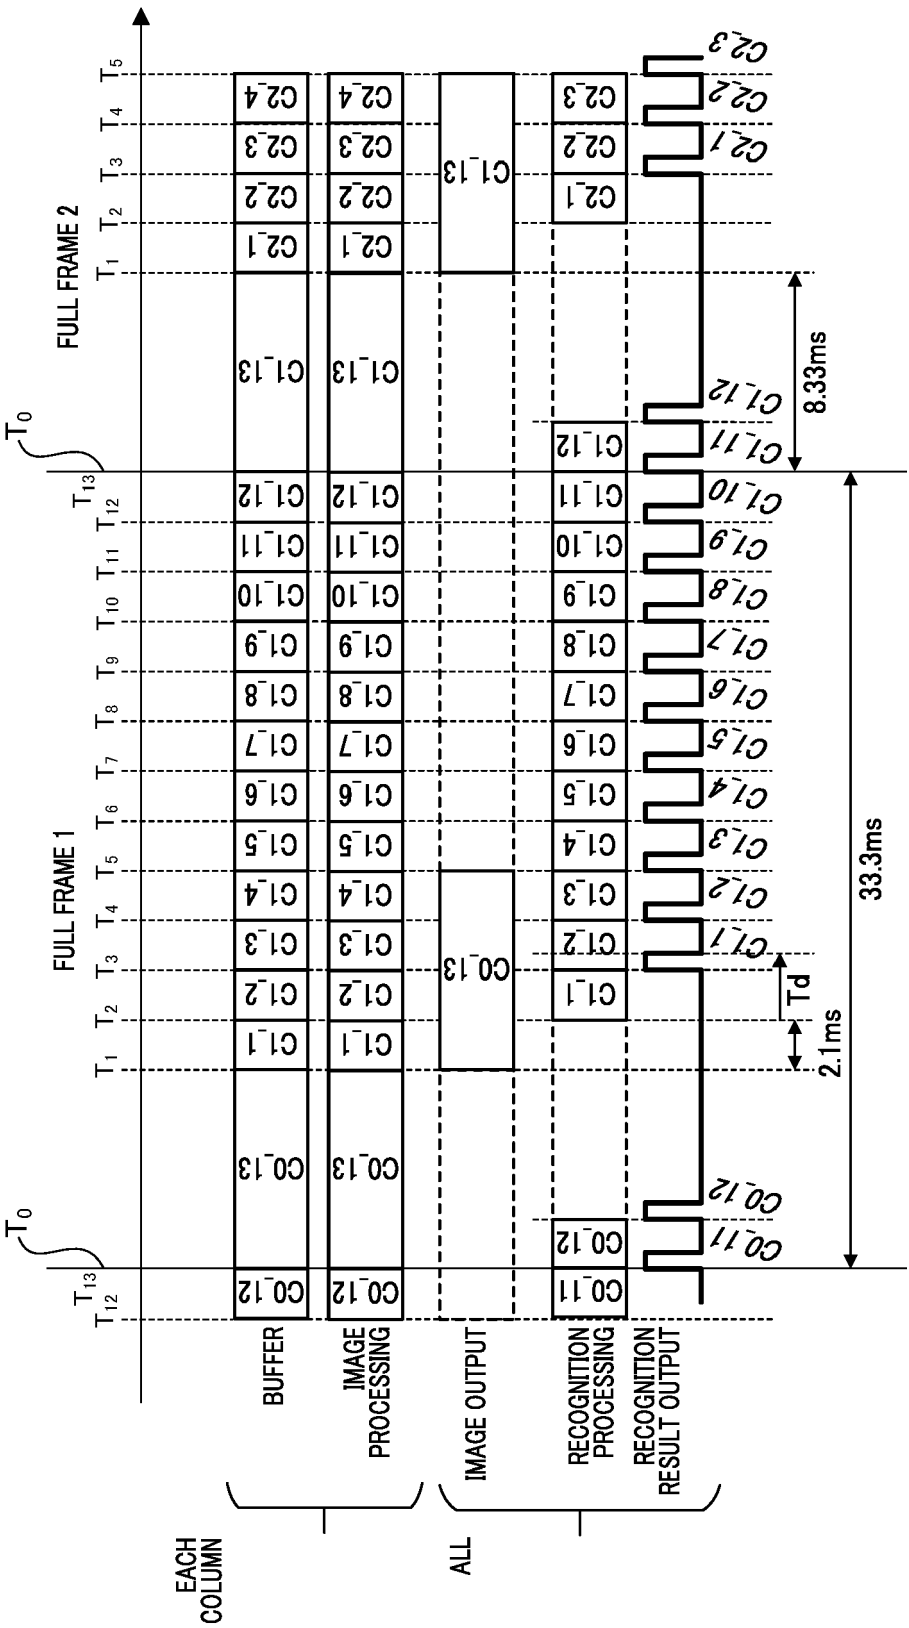 FULL FRAME 1
FULL FRAME 2
T12
T13
T0
T1
T2
T3
T4
T5
T6
T7
T8
T9
T10
T11
T12
T13
T0
T1
T2
T3
T4
T5
EACH
COLUMN
BUFFER
C0_12
C0_13
C1_1
C1_2
C1_3
C1_4
C1_5
C1_6
C1_7
C1_8
C1_9
C1_10
C1_11
C1_12
C1_13
C2_1
C2_2
C2_3
C2_4
IMAGE
PROCESSING
C0_12
C0_13
C1_1
C1_2
C1_3
C1_4
C1_5
C1_6
C1_7
C1_8
C1_9
C1_10
C1_11
C1_12
C1_13
C2_1
C2_2
C2_3
C2_4
ALL
IMAGE OUTPUT
C0_13
C1_13
RECOGNITION
PROCESSING
C0_11
C0_12
C1_1
C1_2
C1_3
C1_4
C1_5
C1_6
C1_7
C1_8
C1_9
C1_10
C1_11
C1_12
C2_1
C2_2
C2_3
RECOGNITION
RESULT OUTPUT
C0_11
C0_12
C1_1
C1_2
C1_3
C1_4
C1_5
C1_6
C1_7
C1_8
C1_9
C1_10
C1_11
C1_12
C2_1
C2_2
C2_3
Td
2.1ms
8.33ms
33.3ms